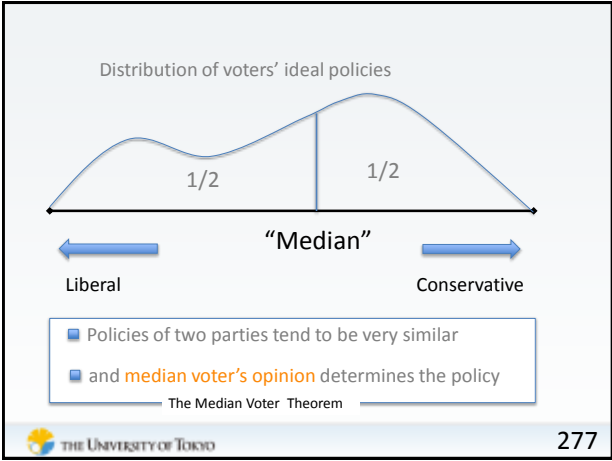 Distribution of voters' ideal policies
1/2
1/2
“Median”
Liberal
Conservative
Policies of two parties tend to be very similar
and median voter's opinion determines the policy
The Median Voter Theorem
THE UNIVERSITY OF TOKYO
277